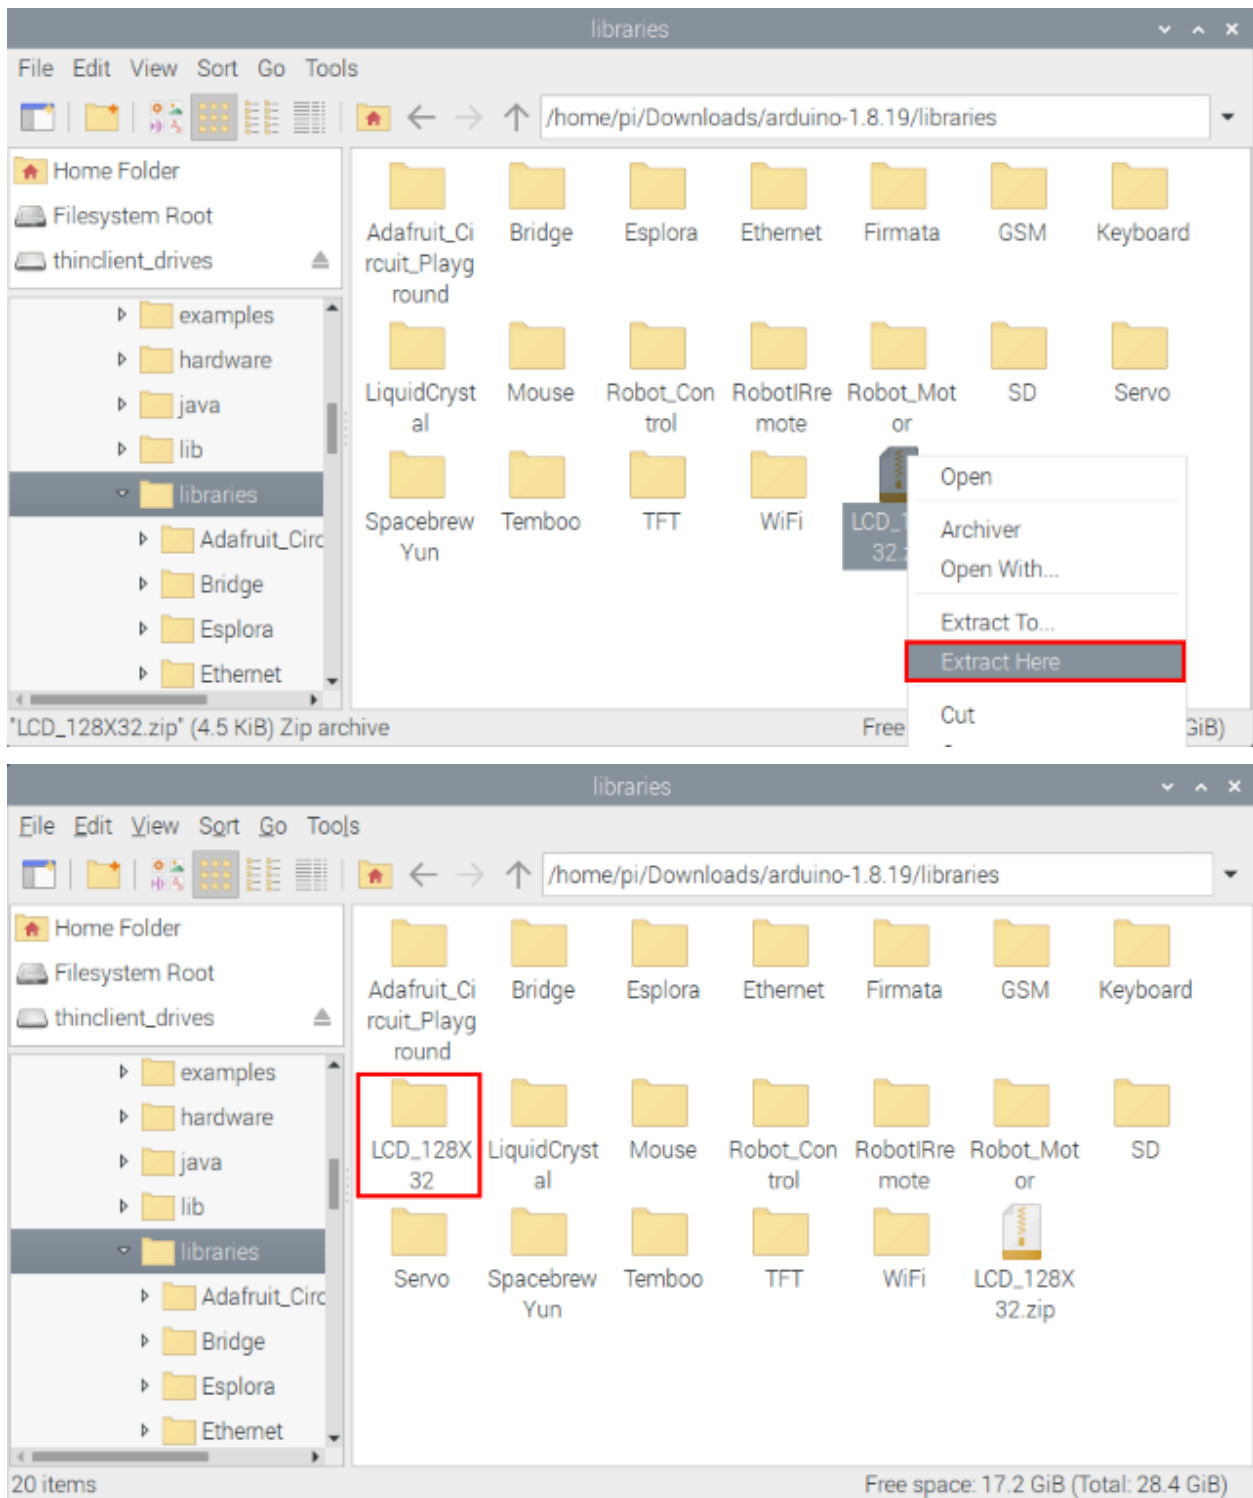 libraries
File Edit View Sort Go Tools
/home/pi/Downloads/arduino-1.8.19/libraries
Home Folder
Filesystem Root
thinclient_drives
examples
hardware
java
lib
libraries
Adafruit_Circ
Bridge
Esplora
Ethernet
Adafruit_Ci
rcuit_Playg
round
Bridge
Esplora
Ethernet
Firmata
GSM
Keyboard
LiquidCryst
al
Mouse
Robot_Con
trol
RobotIRre
mote
Robot_Mot
or
SD
Servo
Spacebrew
Yun
Temboo
TFT
WiFi
LCD_1
32.z
Open
Archiver
Open With...
Extract To...
Extract Here
Cut
"LCD_128X32.zip" (4.5 KiB) Zip archive
Free
GiB)
libraries
File Edit View Sort Go Tools
/home/pi/Downloads/arduino-1.8.19/libraries
Home Folder
Filesystem Root
thinclient_drives
examples
hardware
java
lib
libraries
Adafruit_Circ
Bridge
Esplora
Ethernet
Adafruit_Ci
rcuit_Playg
round
Bridge
Esplora
Ethernet
Firmata
GSM
Keyboard
LCD_128X
32
LiquidCryst
al
Mouse
Robot_Con
trol
RobotIRre
mote
Robot_Mot
or
SD
Servo
Spacebrew
Yun
Temboo
TFT
WiFi
LCD_128X
32.zip
20 items
Free space: 17.2 GiB (Total: 28.4 GiB)